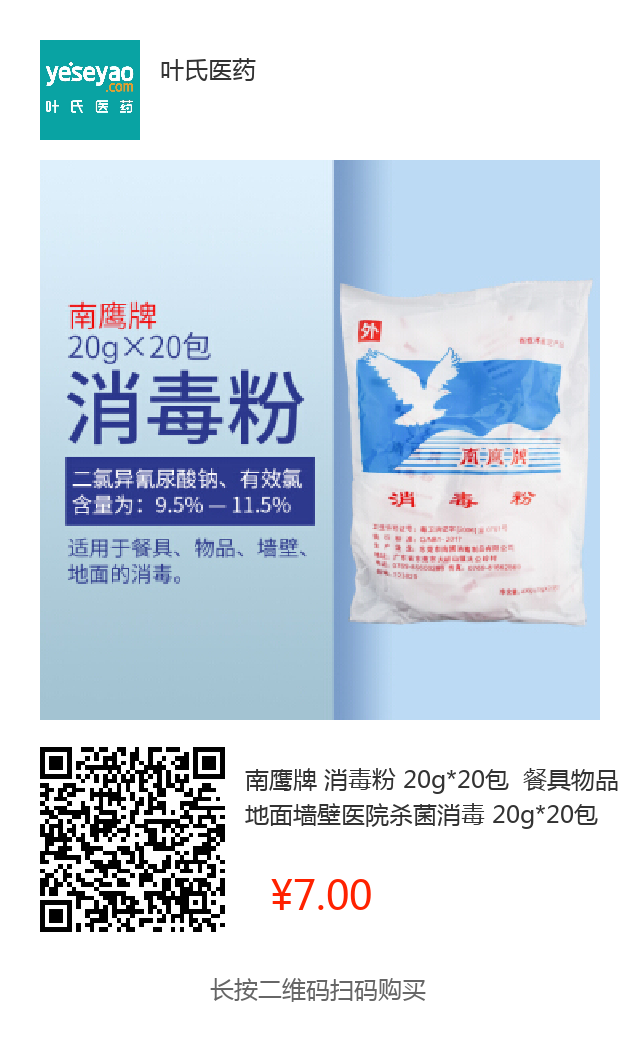 yeseyao
.com
叶氏医药
叶氏医药
南鹰牌
20g×20包
消毒粉
二氯异氰尿酸钠、有效氯
含量为：9.5% — 11.5%
适用于餐具、物品、墙壁、
地面的消毒。
外
南鹰牌
消毒粉
南鹰牌 消毒粉 20g*20包 餐具物品
地面墙壁医院杀菌消毒 20g*20包
¥7.00
长按二维码扫码购买